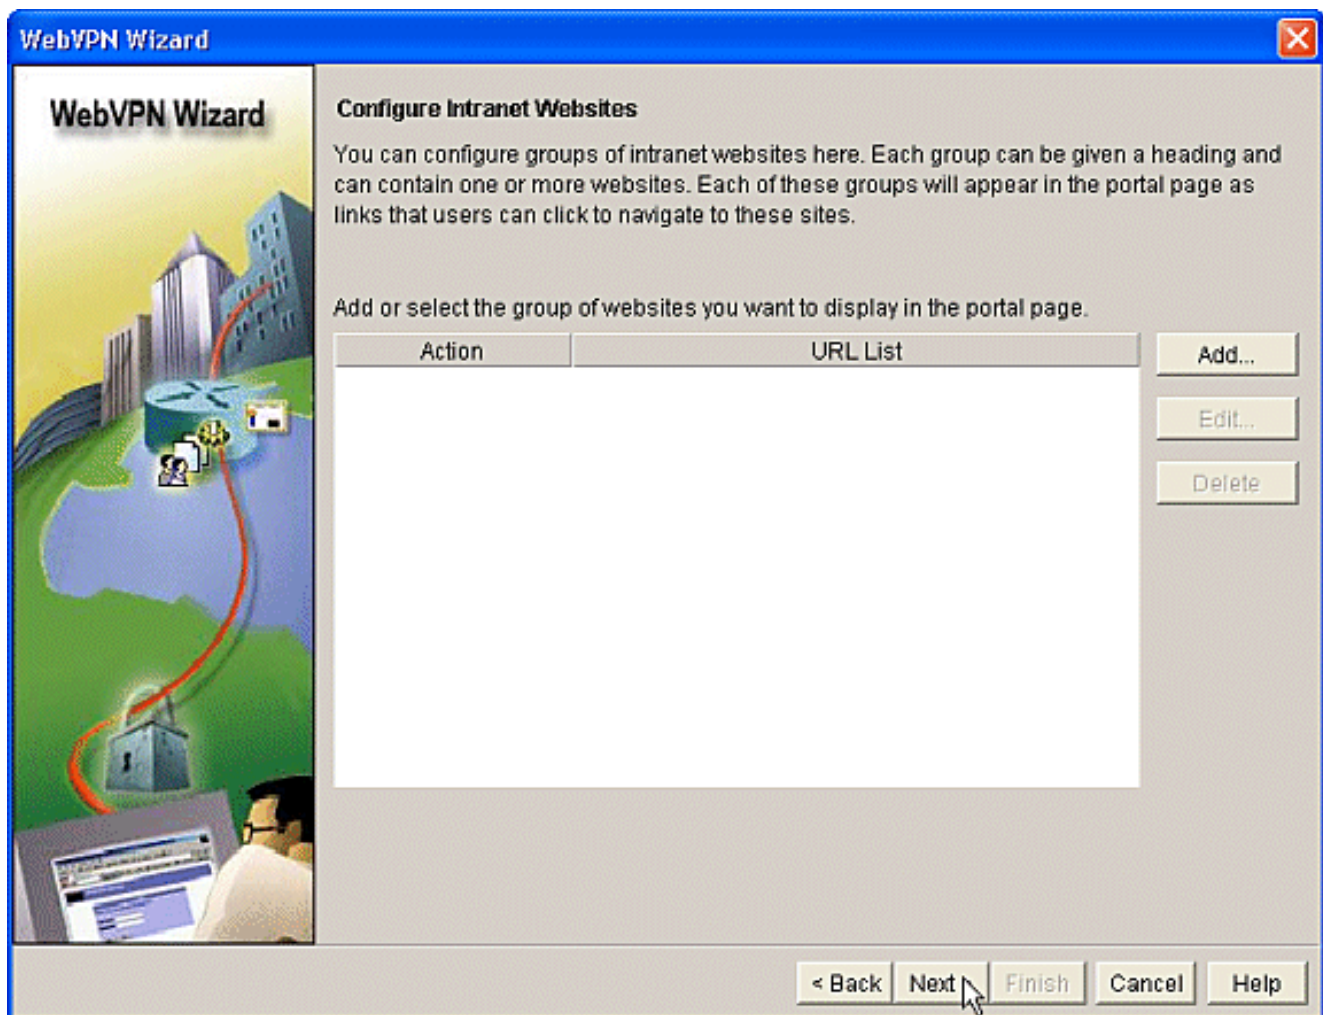 WebVPN Wizard
WebVPN Wizard
Configure Intranet Websites
You can configure groups of intranet websites here. Each group can be given a heading and
can contain one or more websites. Each of these groups will appear in the portal page as
links that users can click to navigate to these sites.
Add or select the group of websites you want to display in the portal page.
Action URL List
Add...
Edit...
Delete
< Back Next Finish Cancel Help